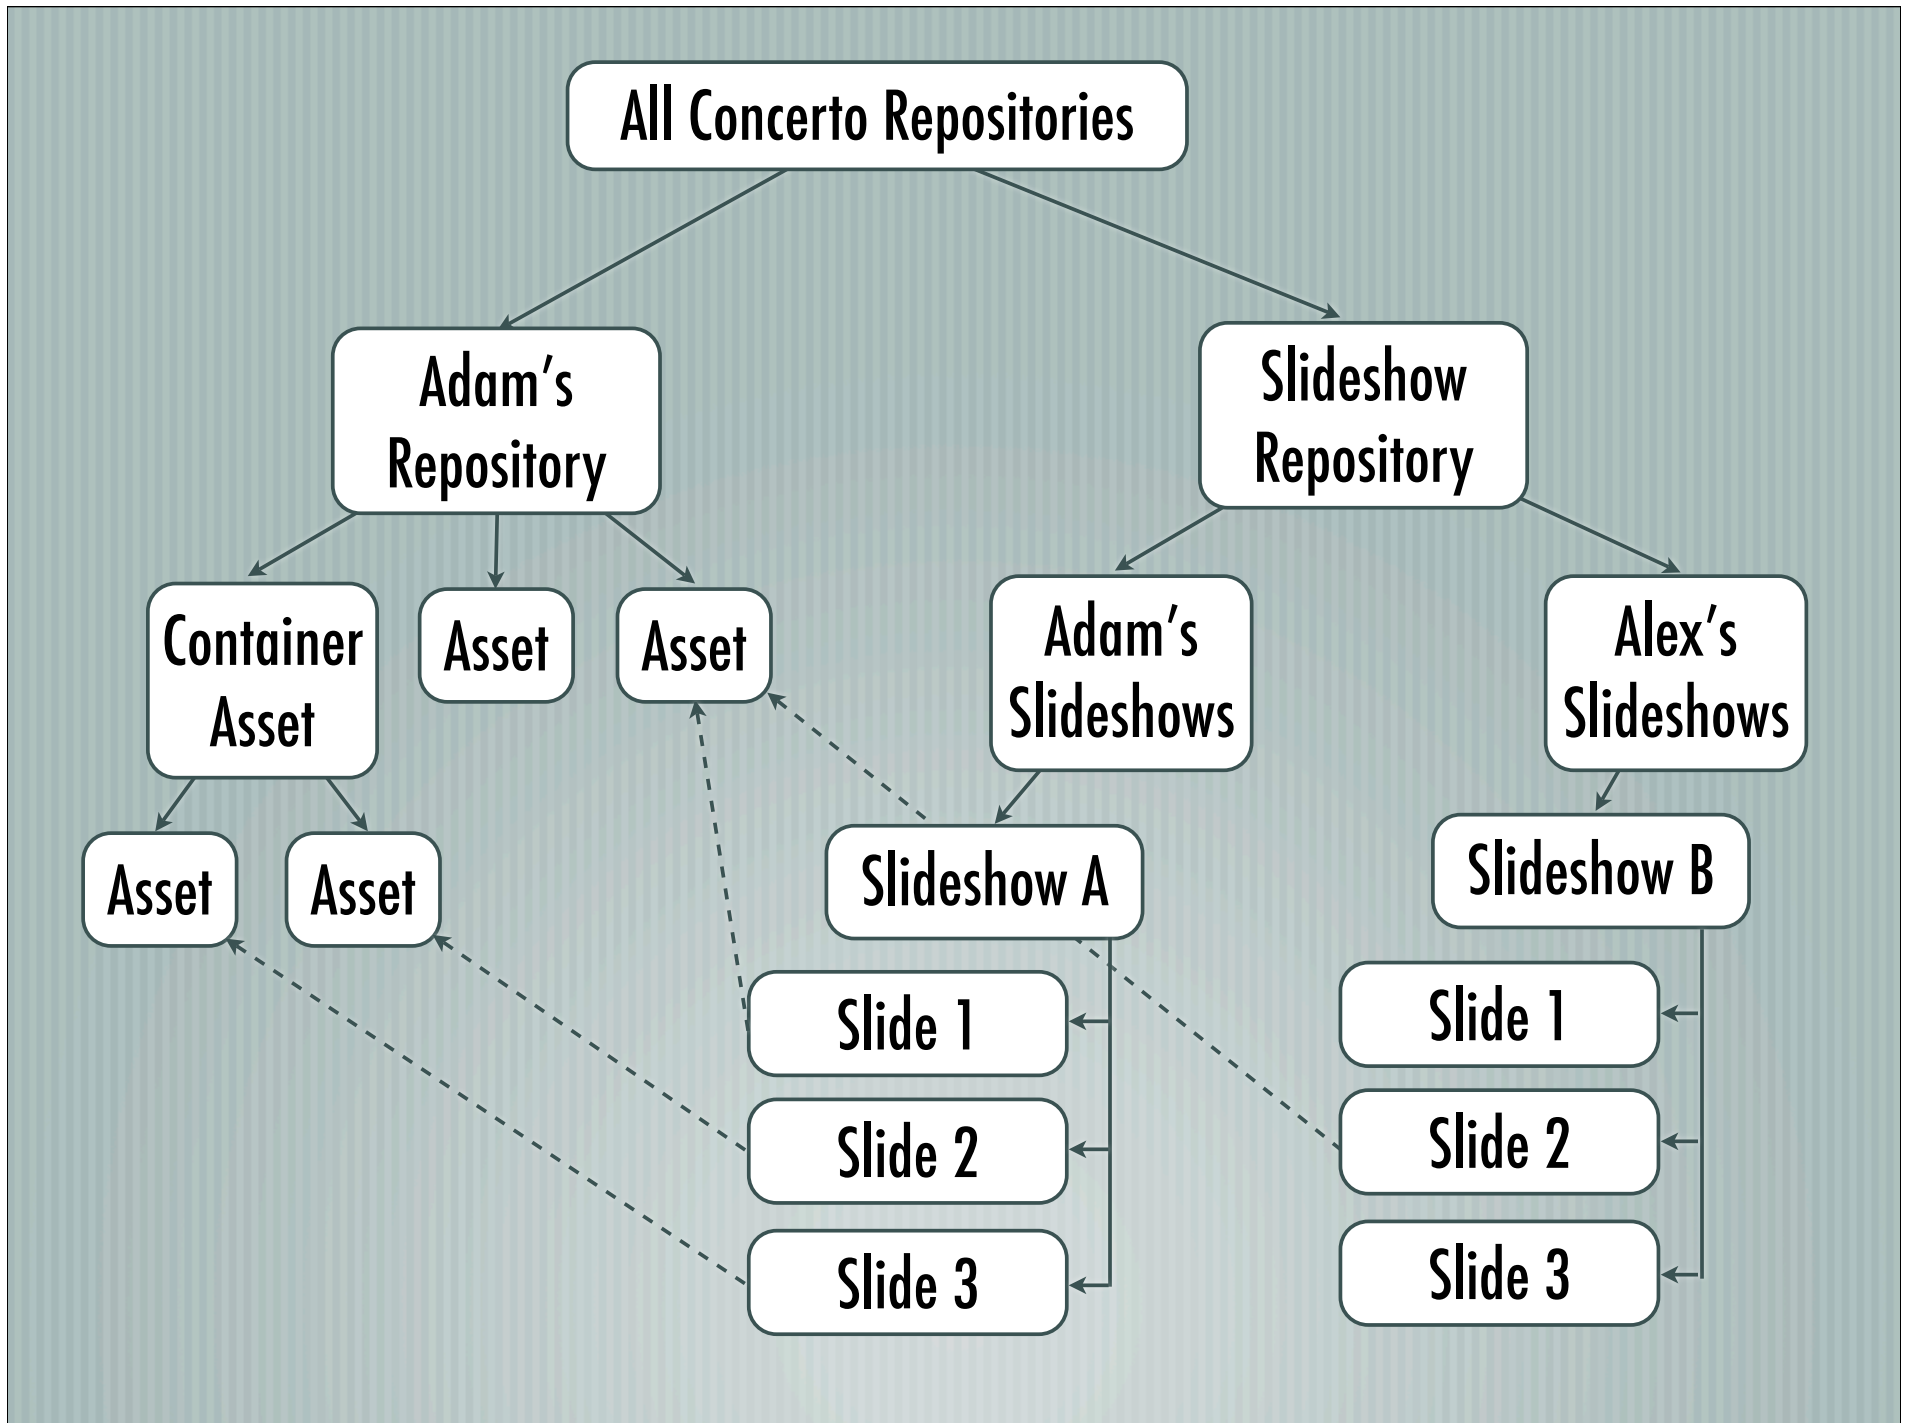 All Concerto Repositories
Adam's
Repository
Slideshow
Repository
Container
Asset
Asset
Asset
Adam's
Slideshows
Alex's
Slideshows
Asset
Asset
Slideshow A
Slideshow B
Slide 1
Slide 2
Slide 3
Slide 1
Slide 2
Slide 3